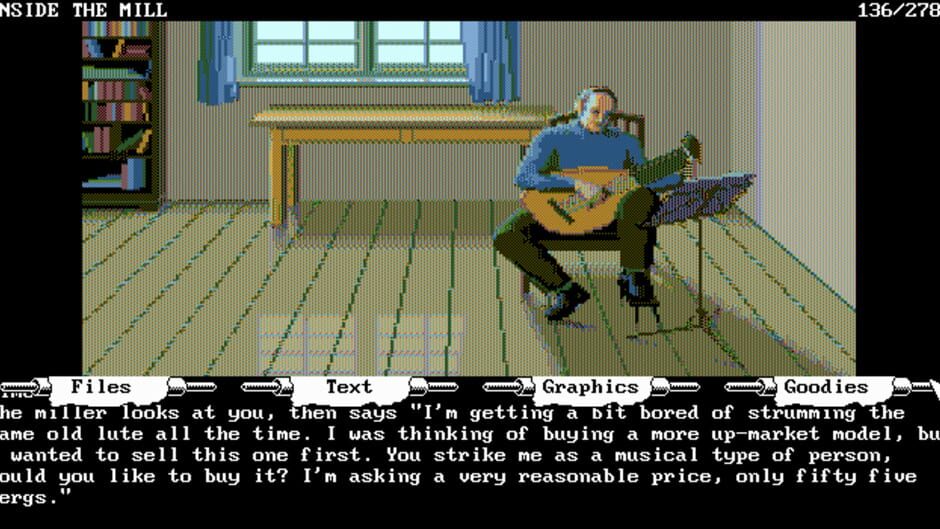 NSIDE THE MILL
136/278
Files Text Graphics Goodies
he miller looks at you, then says "I'm getting a bit bored of strumming the
ame old lute all the time. I was thinking of buying a more up-market model, bu
wanted to sell this one first. You strike me as a musical type of person,
ould you like to buy it? I'm asking a very reasonable price, only fifty five
ergs."